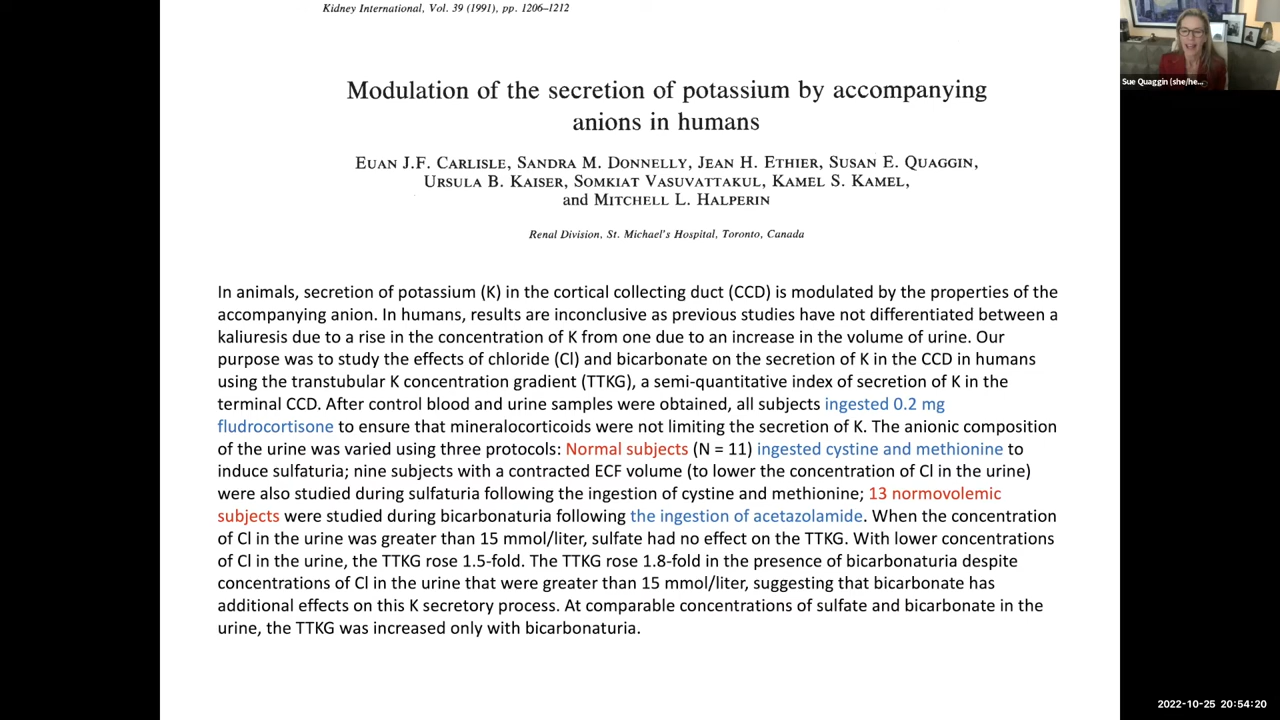 Kidney International, Vol. 39 (1991), pp. 1206–1212
Modulation of the secretion of potassium by accompanying
anions in humans
EUAN J.F. CARLISLE, SANDRA M. DONNELLY, JEAN H. ETHIER, SUSAN E. QUAGGIN,
URSULA B. KAISER, SOMKIAT VASUVATTAKUL, KAMEL S. KAMEL,
and MITCHELL L. HALPERIN
Renal Division, St. Michael's Hospital, Toronto, Canada
In animals, secretion of potassium (K) in the cortical collecting duct (CCD) is modulated by the properties of the
accompanying anion. In humans, results are inconclusive as previous studies have not differentiated between a
kaliuresis due to a rise in the concentration of K from one due to an increase in the volume of urine. Our
purpose was to study the effects of chloride (Cl) and bicarbonate on the secretion of K in the CCD in humans
using the transtubular K concentration gradient (TTKG), a semi-quantitative index of secretion of K in the
terminal CCD. After control blood and urine samples were obtained, all subjects ingested 0.2 mg
fludrocortisone to ensure that mineralocorticoids were not limiting the secretion of K. The anionic composition
of the urine was varied using three protocols: Normal subjects (N = 11) ingested cystine and methionine to
induce sulfaturia; nine subjects with a contracted ECF volume (to lower the concentration of Cl in the urine)
were also studied during sulfaturia following the ingestion of cystine and methionine; 13 normovolemic
subjects were studied during bicarbonaturia following the ingestion of acetazolamide. When the concentration
of Cl in the urine was greater than 15 mmol/liter, sulfate had no effect on the TTKG. With lower concentrations
of Cl in the urine, the TTKG rose 1.5-fold. The TTKG rose 1.8-fold in the presence of bicarbonaturia despite
concentrations of Cl in the urine that were greater than 15 mmol/liter, suggesting that bicarbonate has
additional effects on this K secretory process. At comparable concentrations of sulfate and bicarbonate in the
urine, the TTKG was increased only with bicarbonaturia.
Sue Quaggin (she/he...
2022-10-25 20:54:20